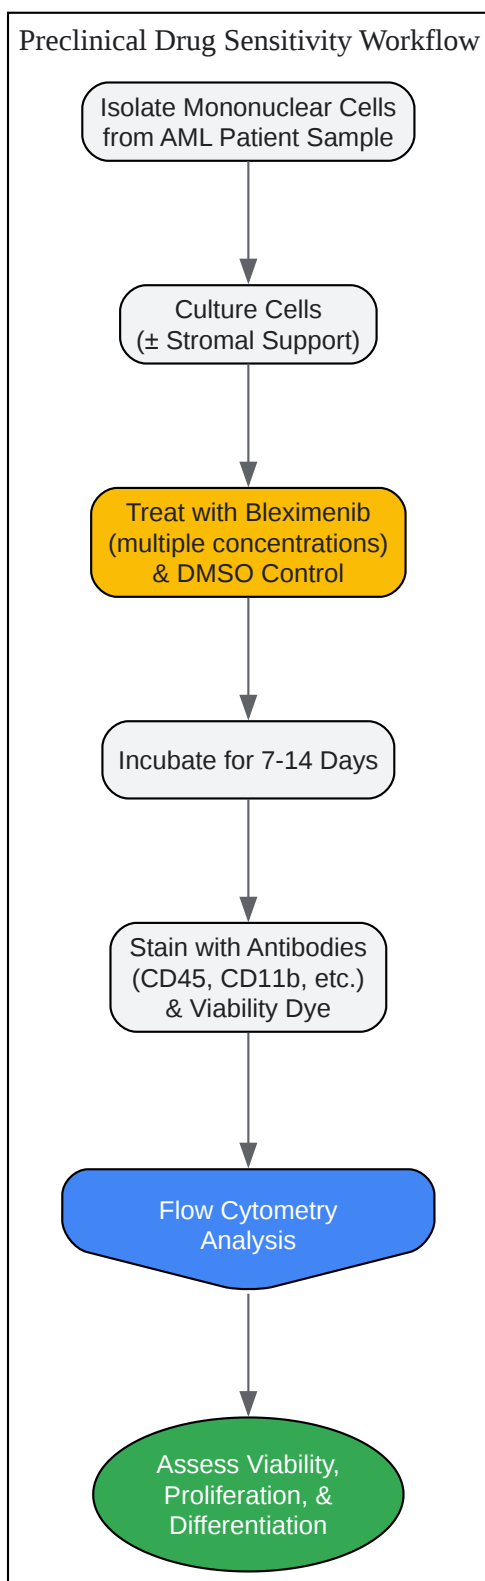 Preclinical Drug Sensitivity Workflow
Isolate Mononuclear Cells
from AML Patient Sample
Culture Cells
(± Stromal Support)
Treat with Bleximenib
(multiple concentrations)
& DMSO Control
Incubate for 7-14 Days
Stain with Antibodies
(CD45, CD11b, etc.)
& Viability Dye
Flow Cytometry
Analysis
Assess Viability,
Proliferation, &
Differentiation